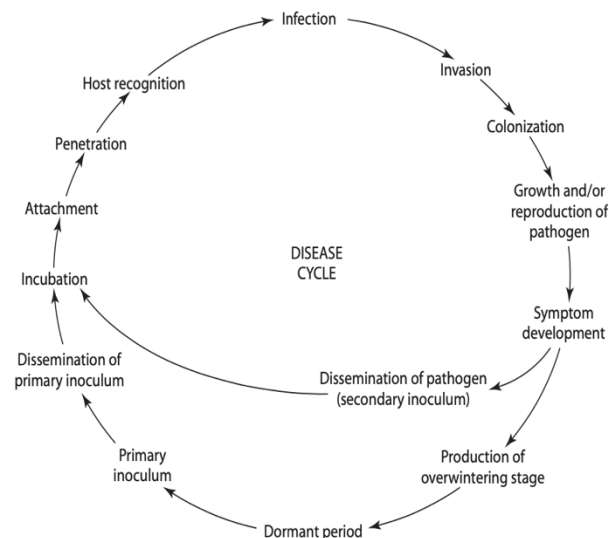 Infection
Invasion
Colonization
Growth and/or
reproduction of
pathogen
Symptom
development
Dissemination of pathogen
(secondary inoculum)
Production of
overwintering stage
Dormant period
Primary
inoculum
Dissemination of
primary inoculum
Incubation
Attachment
Penetration
Host recognition
DISEASE
CYCLE